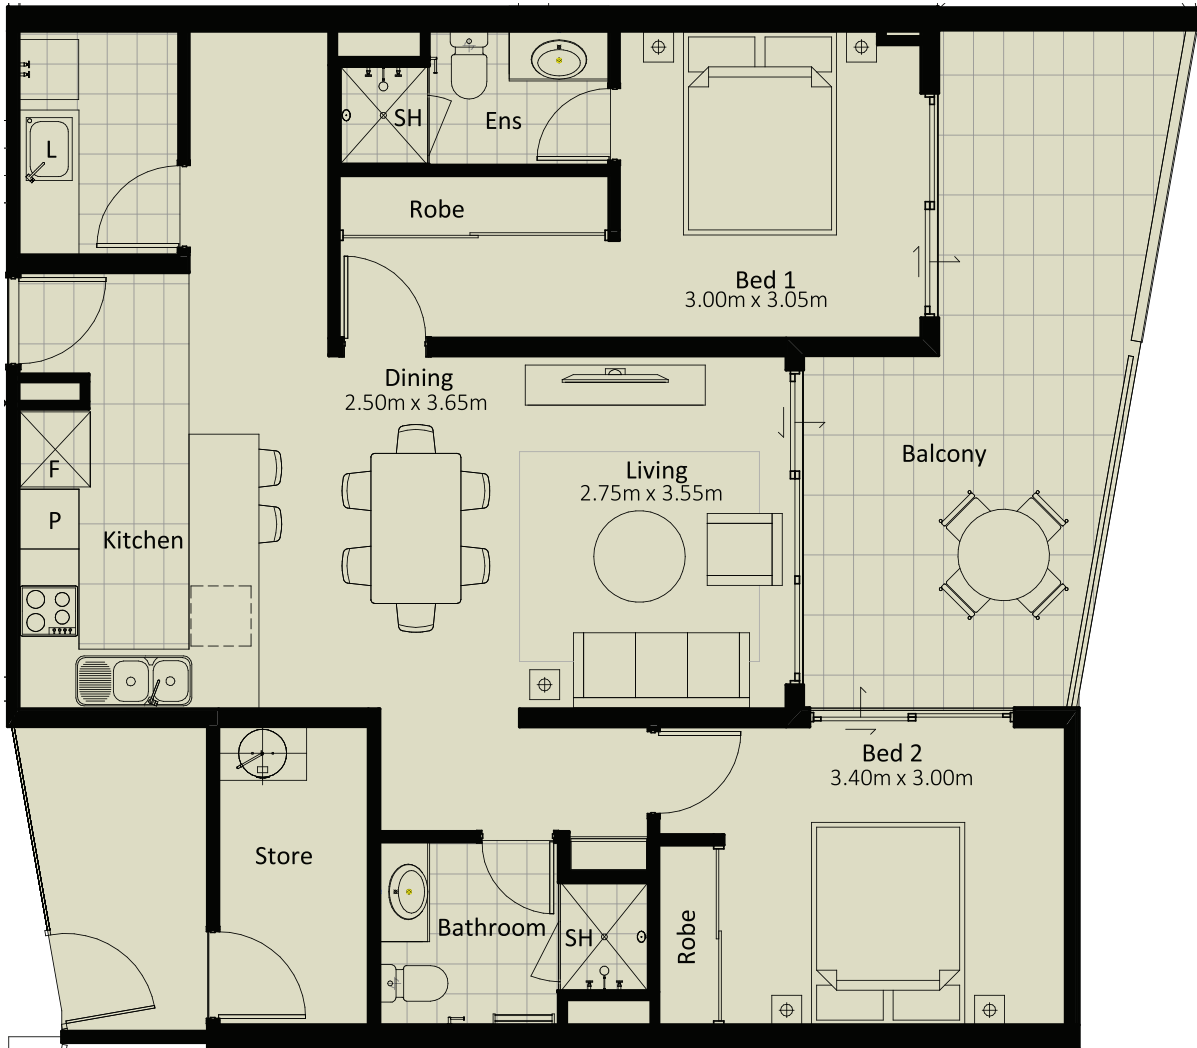 L
SH
Ens
Robe
Bed 1
3.00m x 3.05m
Dining
2.50m x 3.65m
Living
2.75m x 3.55m
Balcony
F
P
Kitchen
Bed 2
3.40m x 3.00m
Store
Bathroom
SH
Robe